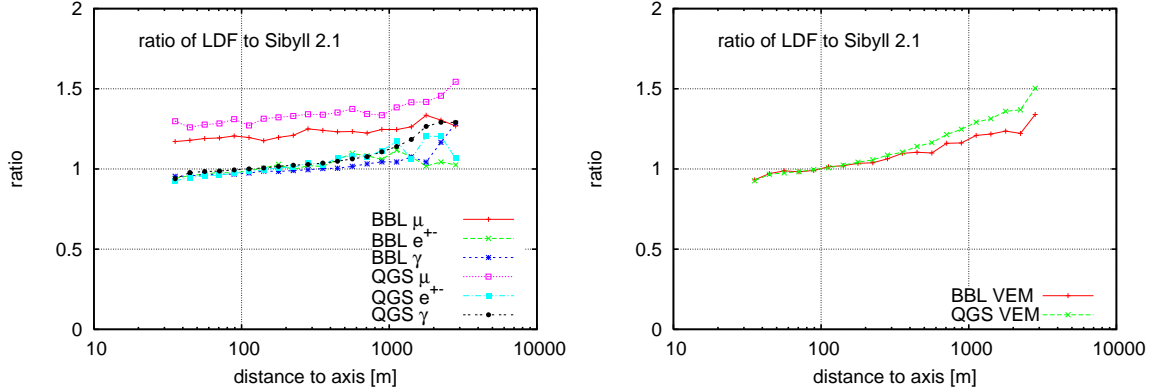 2
1.5
1
0.5
0
10
100
1000
10000
ratio
distance to axis [m]
ratio of LDF to Sibyll 2.1
BBL μ
BBL e+-
BBL γ
QGS μ
QGS e+-
QGS γ
2
1.5
1
0.5
0
10
100
1000
10000
ratio
distance to axis [m]
ratio of LDF to Sibyll 2.1
BBL VEM
QGS VEM